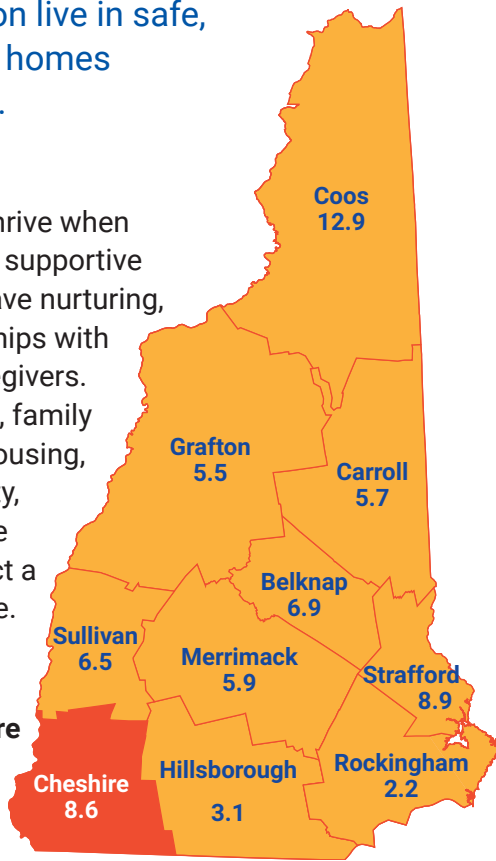 on live in safe,
homes
.
hrive when
supportive
ave nurturing,
hips with
egivers.
, family
ousing,
ty,
e
ct a
e.
re
Coos
12.9
Grafton
5.5
Carroll
5.7
Belknap
6.9
Sullivan
6.5
Merrimack
5.9
Strafford
8.9
Cheshire
8.6
Hillsborough
3.1
Rockingham
2.2